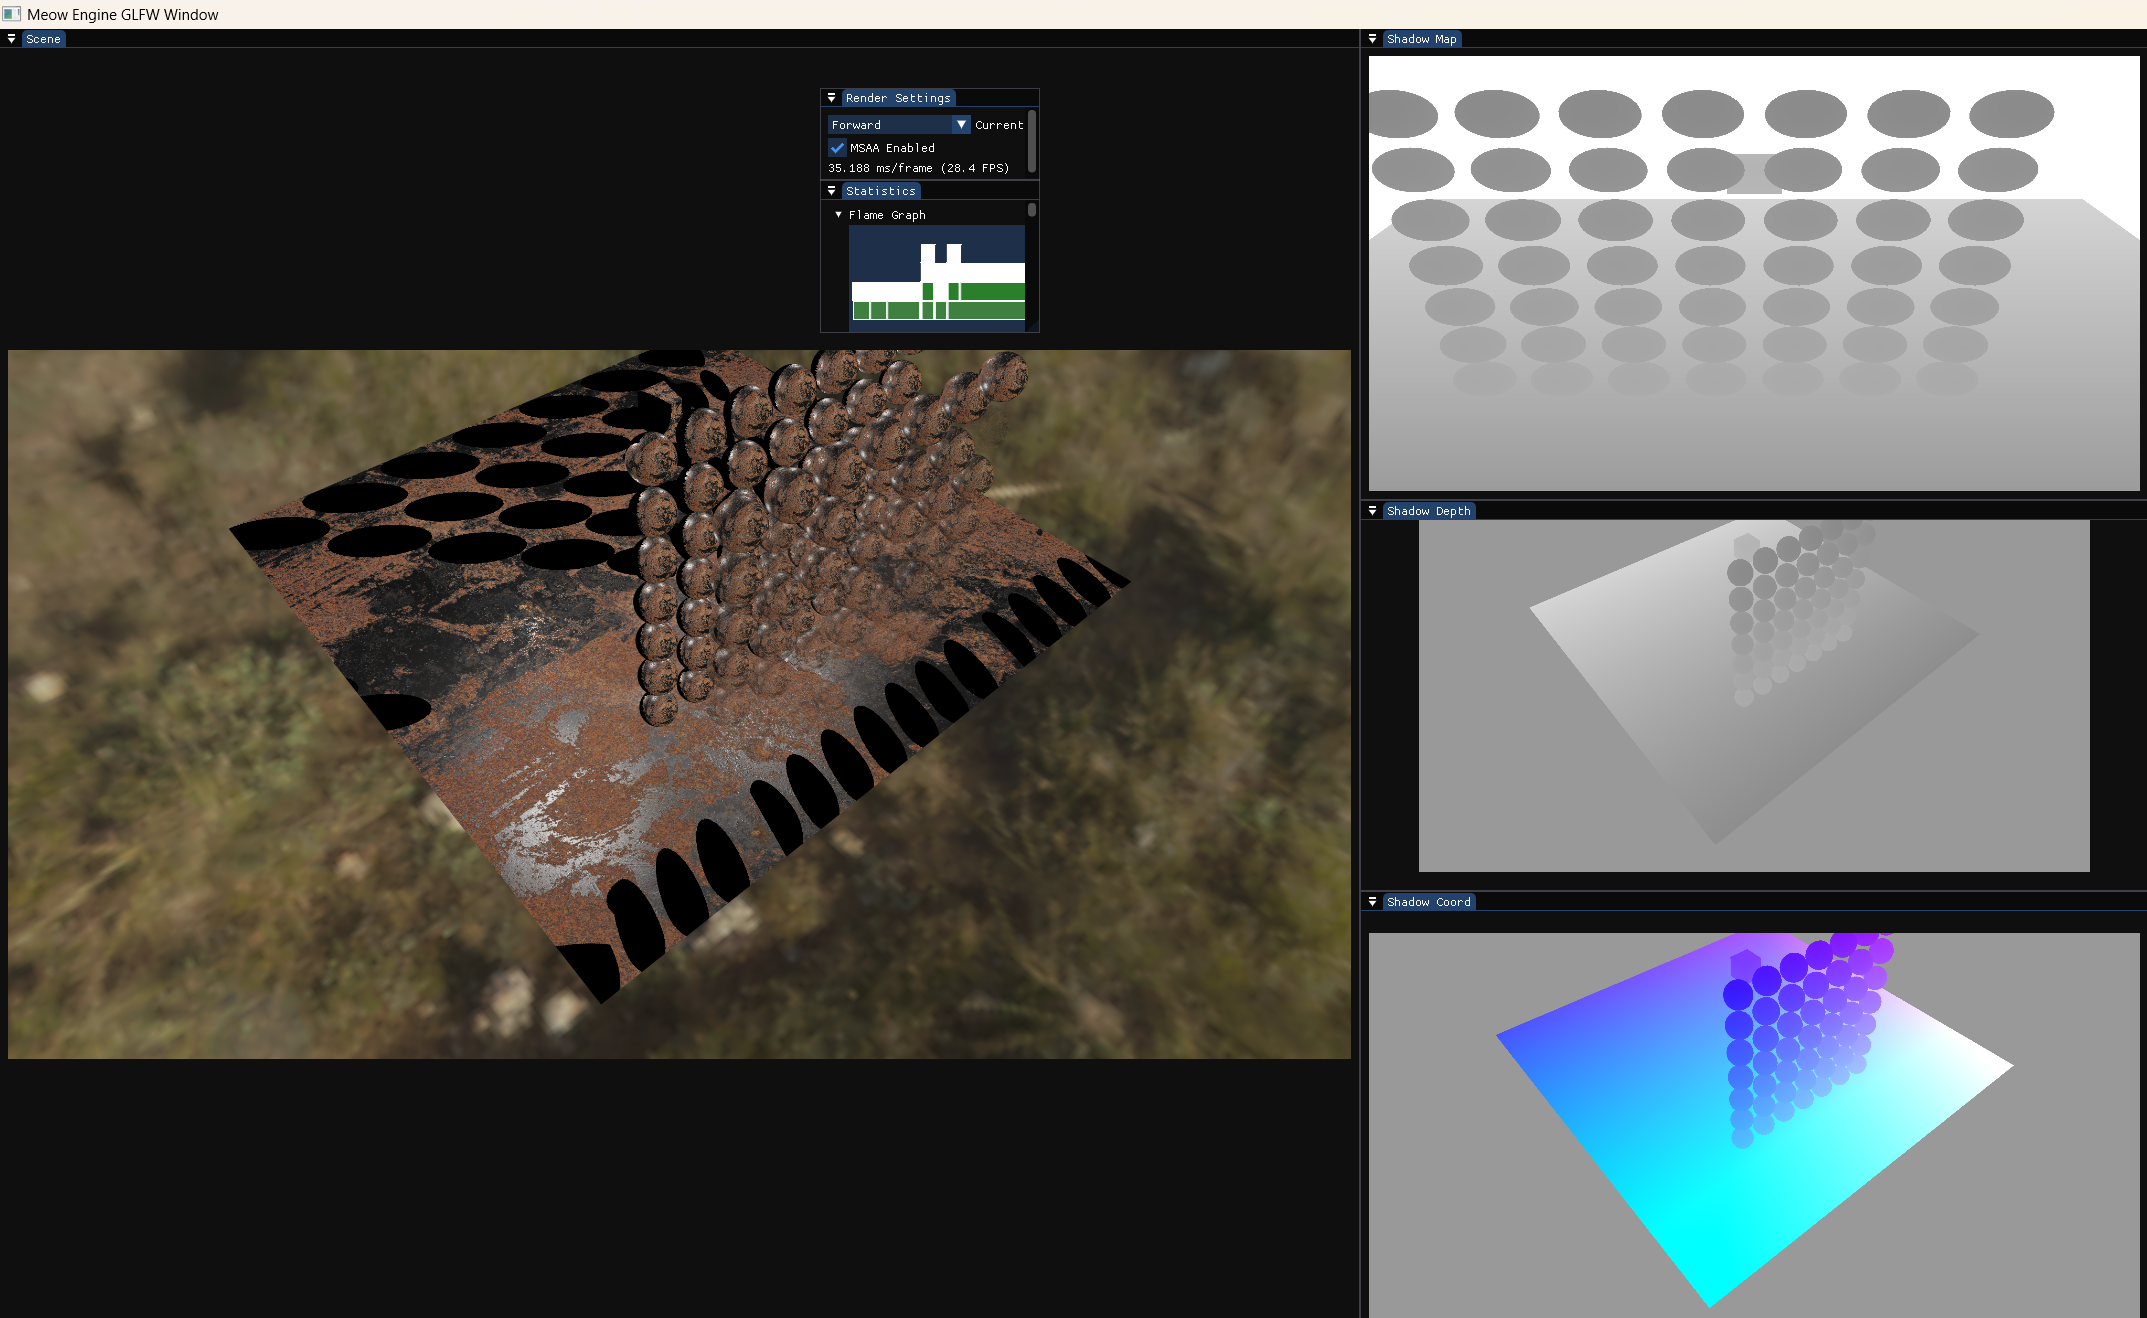 Meow Engine GLFW Window
Scene
Render Settings
Forward Current
MSAA Enabled
35.188 ms/frame (28.4 FPS)
Statistics
Flame Graph
Shadow Map
Shadow Depth
Shadow Coord